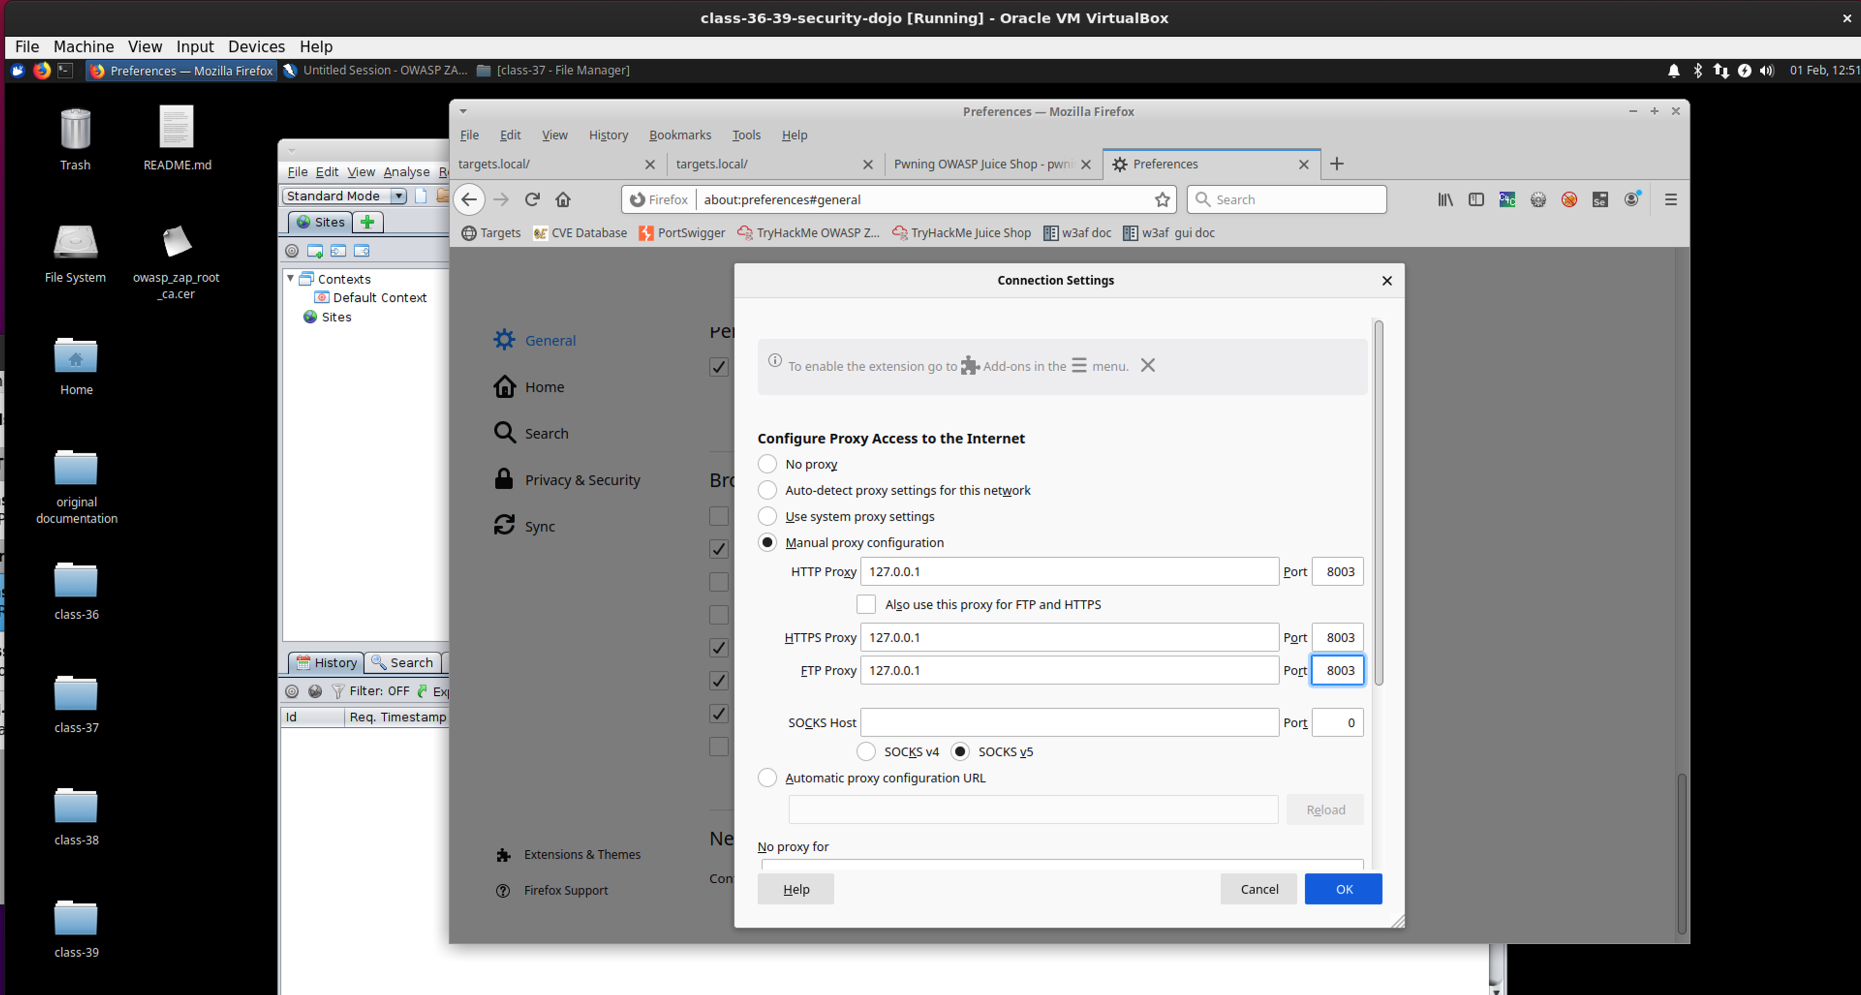 class-36-39-security-dojo [Running] - Oracle VM VirtualBox
File Machine View Input Devices Help
Preferences — Mozilla Firefox
Untitled Session - OWASP ZA...
[class-37 - File Manager]
01 Feb, 12:51
Trash
README.md
File System
owasp_zap_root
_ca.cer
Home
original
documentation
class-36
class-37
class-38
class-39
File Edit View Analyse
Standard Mode
Sites
Contexts
Default Context
Sites
History
Search
Filter: OFF
Id
Req. Timestamp
Preferences — Mozilla Firefox
File Edit View History Bookmarks Tools Help
targets.local/
targets.local/
Pwning OWASP Juice Shop - pwni
Preferences
Firefox
about:preferences#general
Search
Targets
CVE Database
PortSwigger
TryHackMe OWASP Z...
TryHackMe Juice Shop
w3af doc
w3af gui doc
General
Home
Search
Privacy & Security
Sync
Extensions & Themes
Firefox Support
Connection Settings
To enable the extension go to Add-ons in the menu.
Configure Proxy Access to the Internet
No proxy
Auto-detect proxy settings for this network
Use system proxy settings
Manual proxy configuration
HTTP Proxy 127.0.0.1 Port 8003
Also use this proxy for FTP and HTTPS
HTTPS Proxy 127.0.0.1 Port 8003
FTP Proxy 127.0.0.1 Port 8003
SOCKS Host Port 0
SOCKS v4 SOCKS v5
Automatic proxy configuration URL
Reload
No proxy for
Help Cancel OK